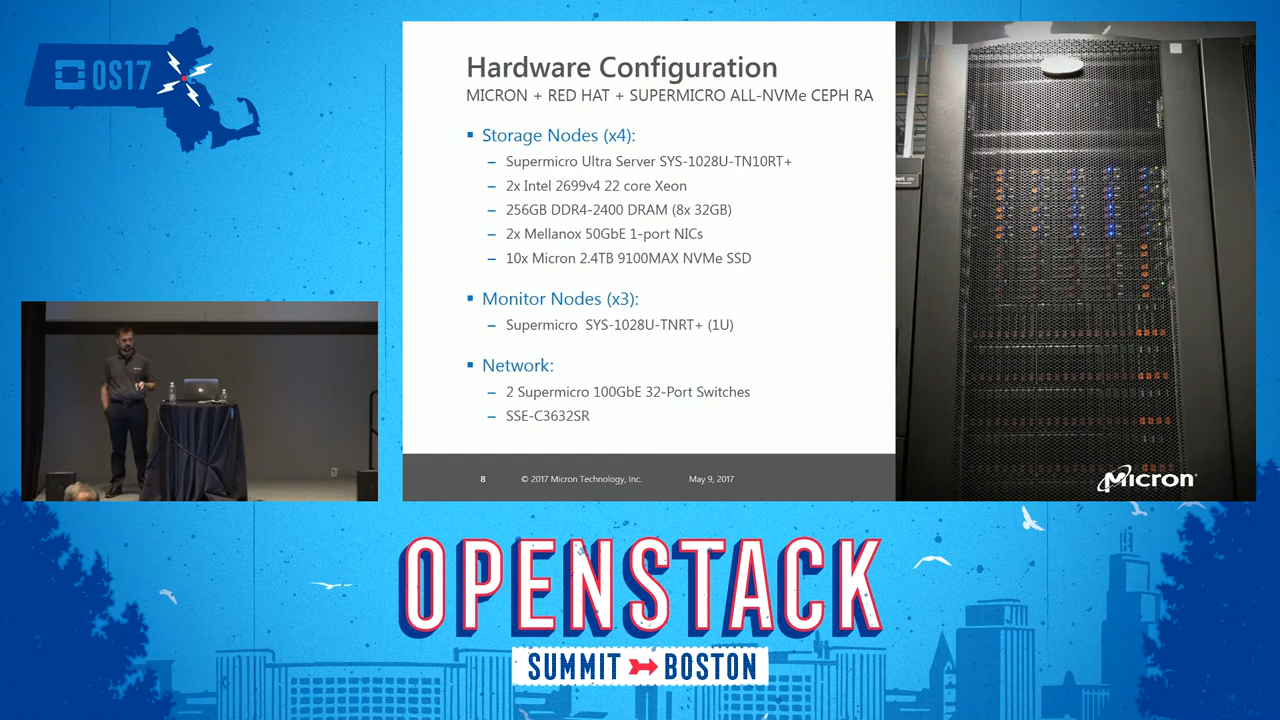 OS17
Hardware Configuration
MICRON + RED HAT + SUPERMICRO ALL-NVMe CEPH RA
▪ Storage Nodes (x4):
– Supermicro Ultra Server SYS-1028U-TN10RT+
– 2x Intel 2699v4 22 core Xeon
– 256GB DDR4-2400 DRAM (8x 32GB)
– 2x Mellanox 50GbE 1-port NICs
– 10x Micron 2.4TB 9100MAX NVMe SSD
▪ Monitor Nodes (x3):
– Supermicro SYS-1028U-TNRT+ (1U)
▪ Network:
– 2 Supermicro 100GbE 32-Port Switches
– SSE-C3632SR
8 © 2017 Micron Technology, Inc. May 9, 2017
Micron
OPENSTACK
SUMMIT BOSTON